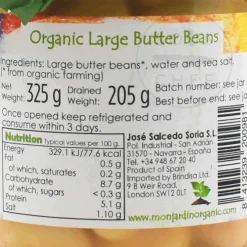 Organic Large Butter Beans
Ingredients: Large butter beans*, water and sea salt.
(* from organic farming)
Net Weight: 325 g Drained Weight: 205 g
Batch number: see jar
Best before end: see jar
Once opened keep refrigerated and
consume within 3 days.
Nutrition Typical values per 100 g.
Energy 329.1 kJ/77.6 kcal
Fat 0.5 g
of which, saturates 0.2 g
Carbohydrate 8.7 g
of which, sugars 0.3 g
Protein 5.1 g
1.10 g
José Salcedo Soria S.L.
Pol. Industrial - San Adrián
31570 - Navarra - España
Tel. +34 948 67 20 40
Product of Spain
Imported by Brindisa Ltd.
9 B Weir Road,
London SW12 0LT
www.monjardinorganic.com